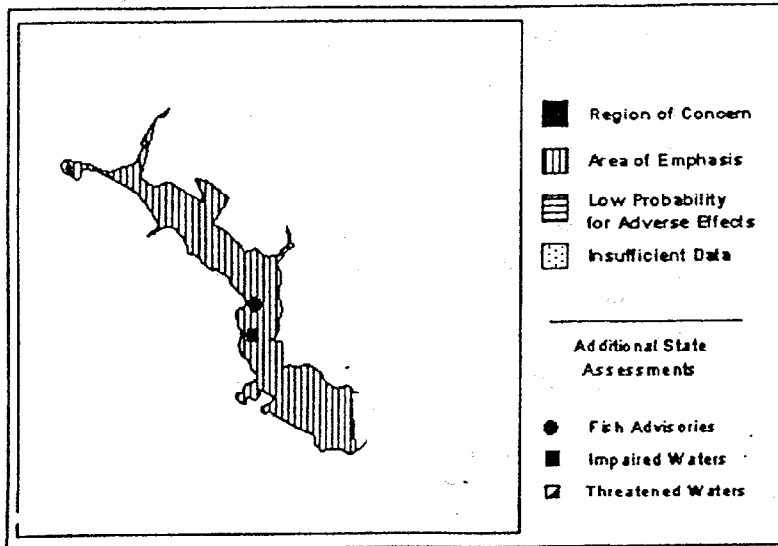 Region of Concern
Area of Emphasis
Low Probability
for Adverse Effects
Insufficient Data
Additional State
Assessments
Fish Advisories
Impaired Waters
Threatened Waters